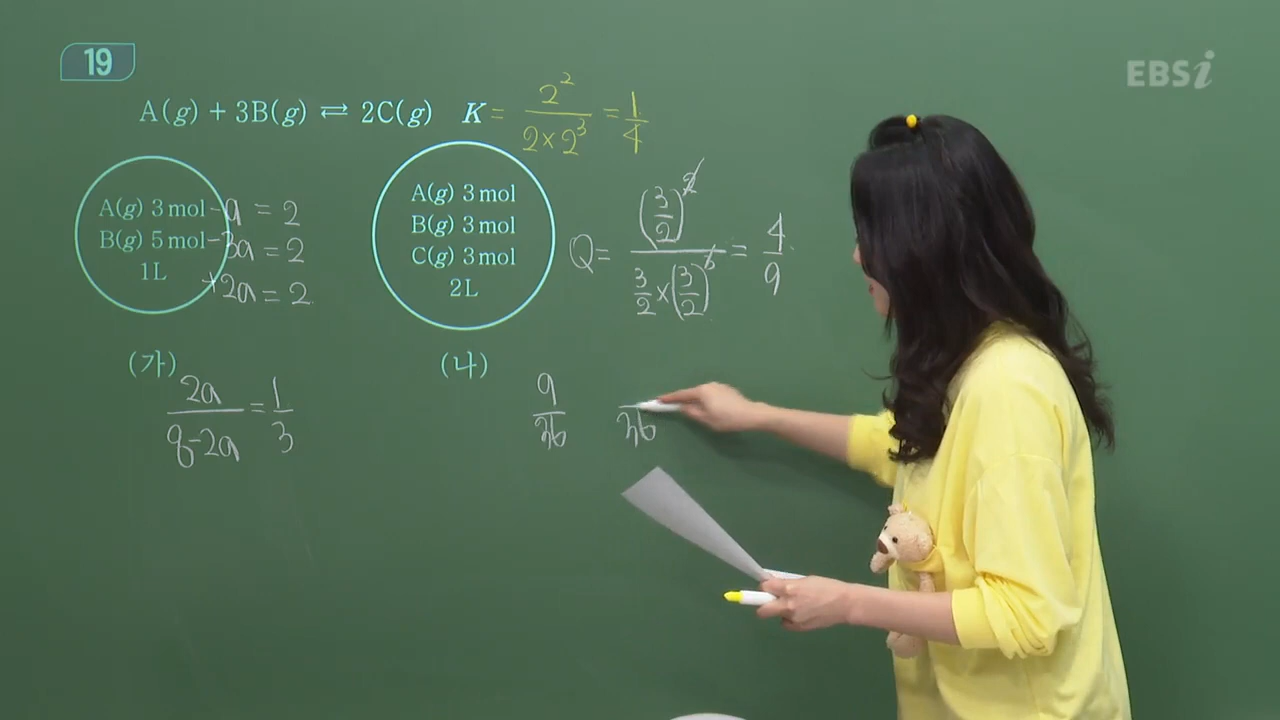 19
EBSi
A(g) + 3B(g) ⇄ 2C(g) K = 2² / 2×2³ = 1/4
A(g) 3 mol - a = 2
B(g) 5 mol - 3a = 2
1 L + 2a = 2
(가)
2a / 8-2a = 1/3
A(g) 3 mol
B(g) 3 mol
C(g) 3 mol
2 L
(나)
Q = (3/2)² / 3/2 × (3/2)³ = 4/9
9/36 /36